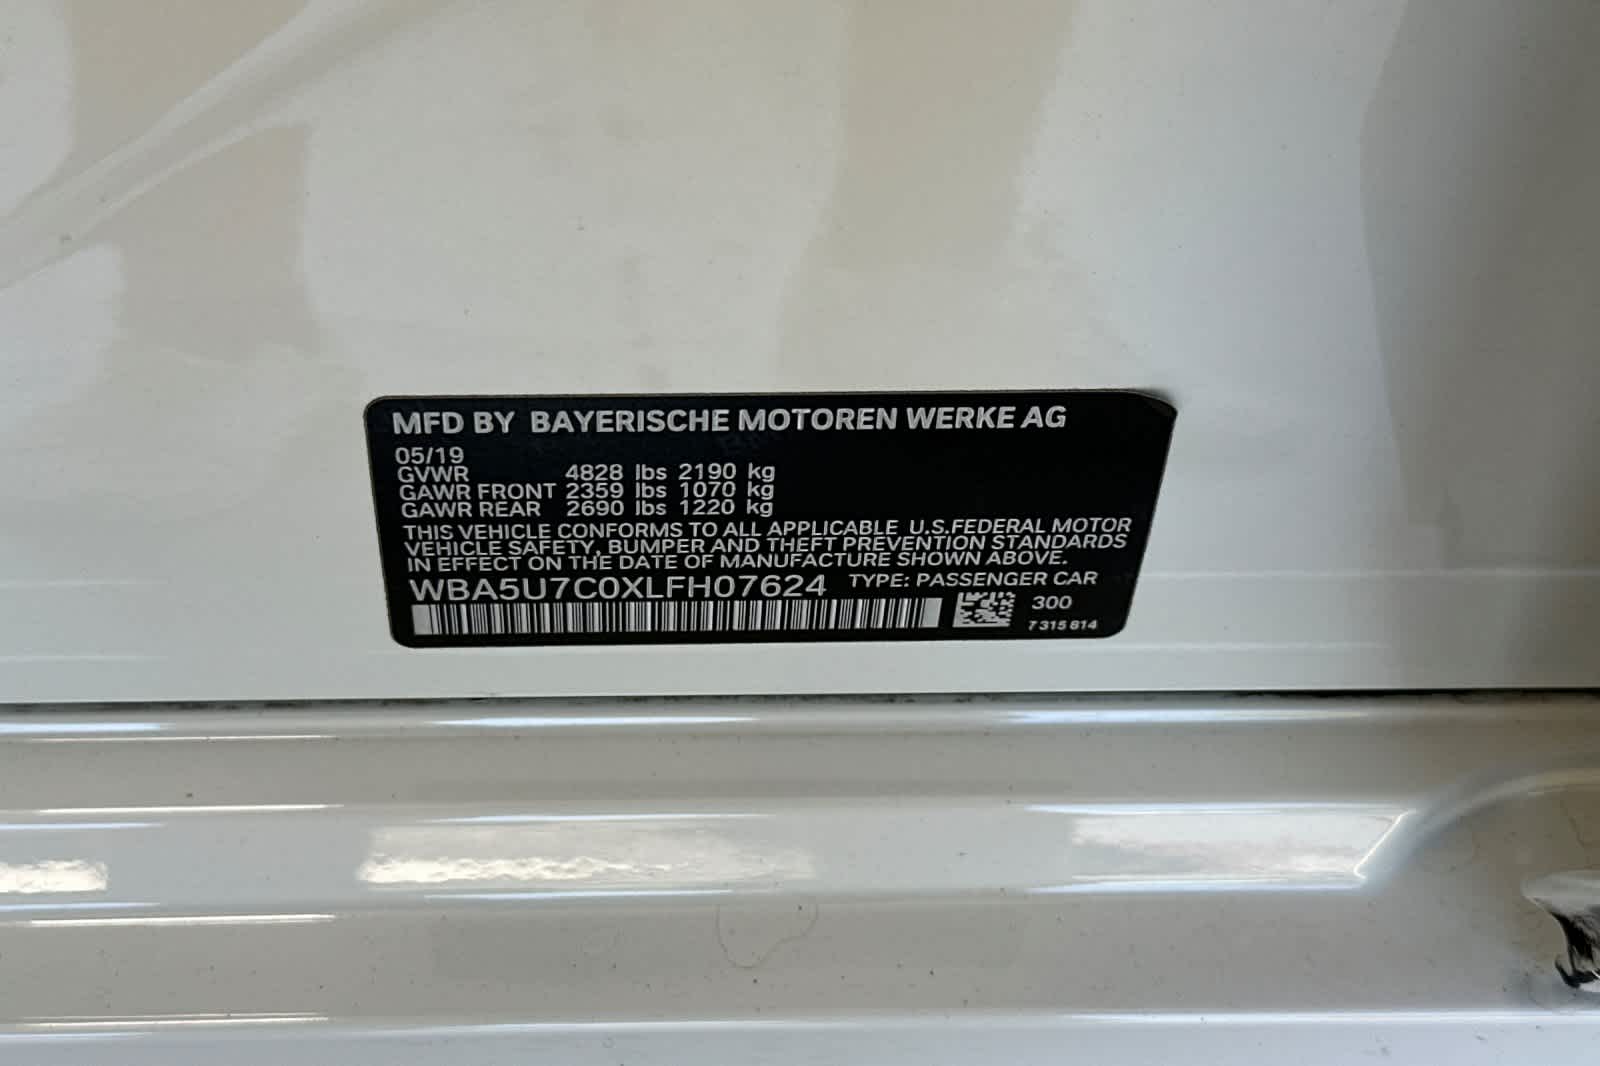 MFD BY BAYERISCHE MOTOREN WERKE AG
05/19
GVWR 4828 lbs 2190 kg
GAWR FRONT 2359 lbs 1070 kg
GAWR REAR 2690 lbs 1220 kg
THIS VEHICLE CONFORMS TO ALL APPLICABLE U.S.FEDERAL MOTOR
VEHICLE SAFETY, BUMPER AND THEFT PREVENTION STANDARDS
IN EFFECT ON THE DATE OF MANUFACTURE SHOWN ABOVE.
WBA5U7C0XLFH07624 TYPE: PASSENGER CAR
300
7 315 814